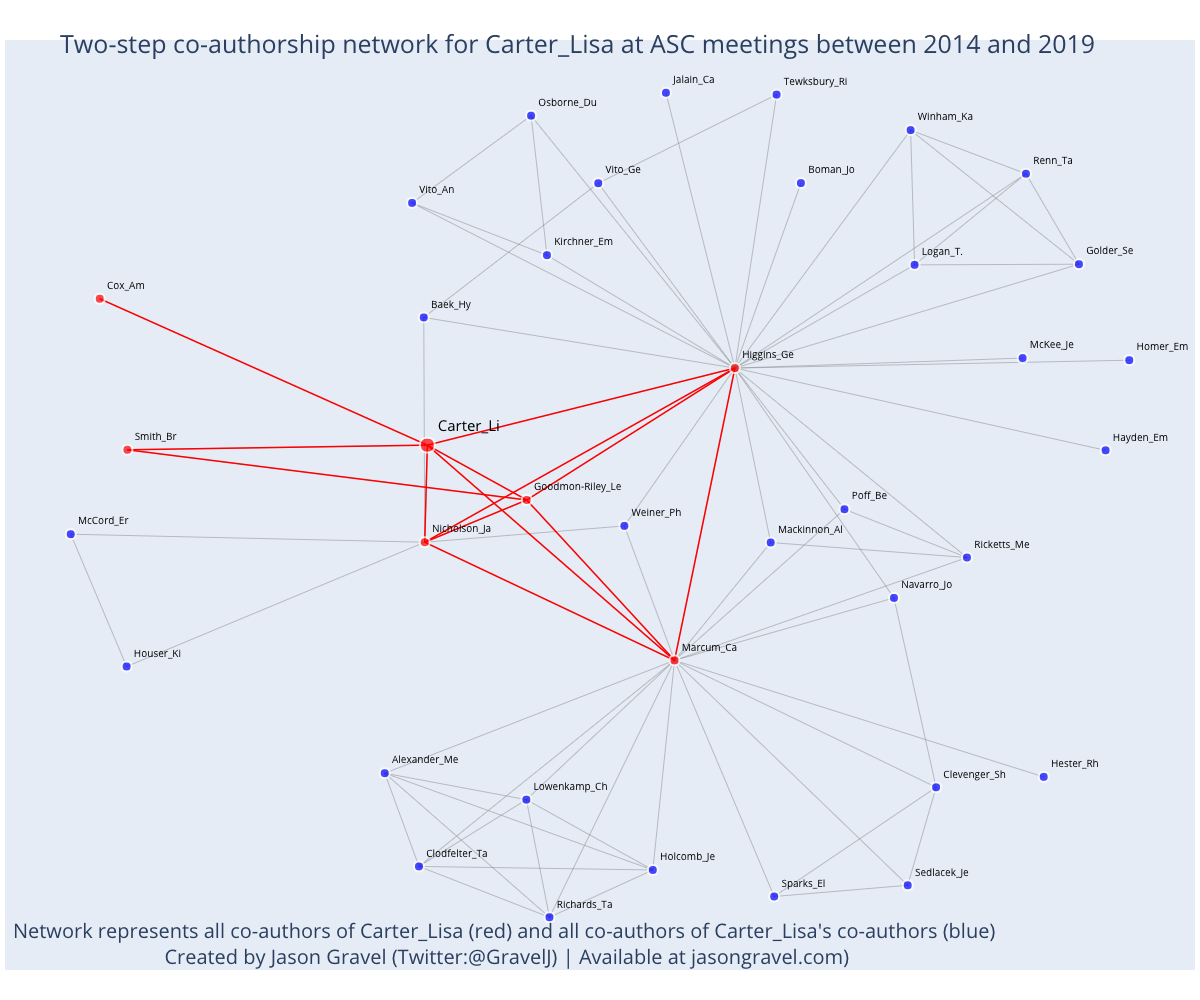 Two-step co-authorship network for Carter_Lisa at ASC meetings between 2014 and 2019
Jalain_Ca
Tewksbury_Ri
Osborne_Du
Winham_Ka
Renn_Ta
Vito_Ge
Boman_Jo
Vito_An
Kirchner_Em
Logan_T.
Golder_Se
Cox_Am
Baek_Hy
Higgins_Ge
McKee_Je
Homer_Em
Carter_Li
Smith_Br
Hayden_Em
Goodmon-Riley_Le
Poff_Be
Weiner_Ph
McCord_Er
Nicholson_Ja
Mackinnon_Al
Ricketts_Me
Navarro_Jo
Houser_Ki
Marcum_Ca
Alexander_Me
Hester_Rh
Clevenger_Sh
Lowenkamp_Ch
Clodfelter_Ta
Holcomb_Je
Sedlacek_Je
Sparks_El
Richards_Ta
Network represents all co-authors of Carter_Lisa (red) and all co-authors of Carter_Lisa's co-authors (blue)
Created by Jason Gravel (Twitter:@GravelJ) | Available at jasongravel.com)